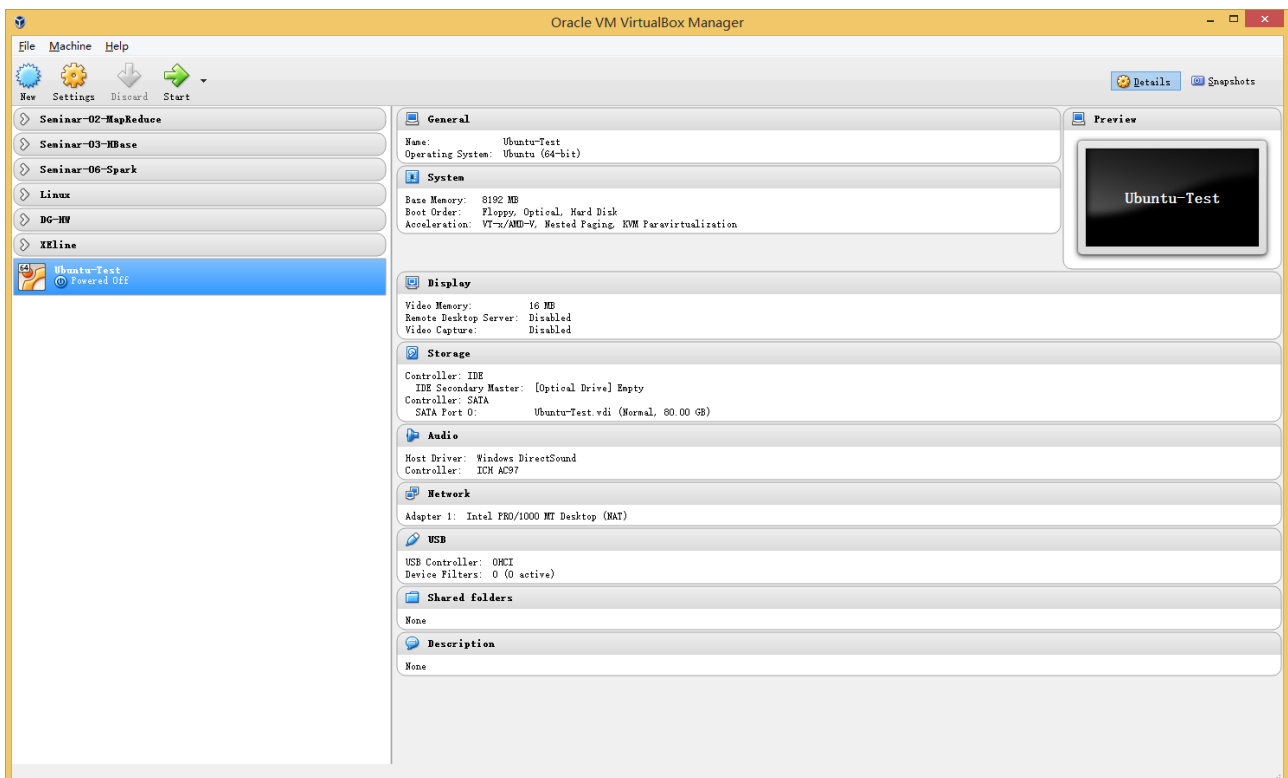 Oracle VM VirtualBox Manager
File Machine Help
New Settings Discard Start
Details Snapshots
Seminar-02-MapReduce
Seminar-03-HBase
Seminar-06-Spark
Linux
DG-HW
XEline
64
Ubuntu-Test
Powered Off
General
Name: Ubuntu-Test
Operating System: Ubuntu (64-bit)
System
Base Memory: 8192 MB
Boot Order: Floppy, Optical, Hard Disk
Acceleration: VT-x/AMD-V, Nested Paging, KVM Paravirtualization
Preview
Ubuntu-Test
Display
Video Memory: 16 MB
Remote Desktop Server: Disabled
Video Capture: Disabled
Storage
Controller: IDE
IDE Secondary Master: [Optical Drive] Empty
Controller: SATA
SATA Port 0: Ubuntu-Test.vdi (Normal, 80.00 GB)
Audio
Host Driver: Windows DirectSound
Controller: ICH AC97
Network
Adapter 1: Intel PRO/1000 MT Desktop (NAT)
USB
USB Controller: OHCI
Device Filters: 0 (0 active)
Shared folders
None
Description
None